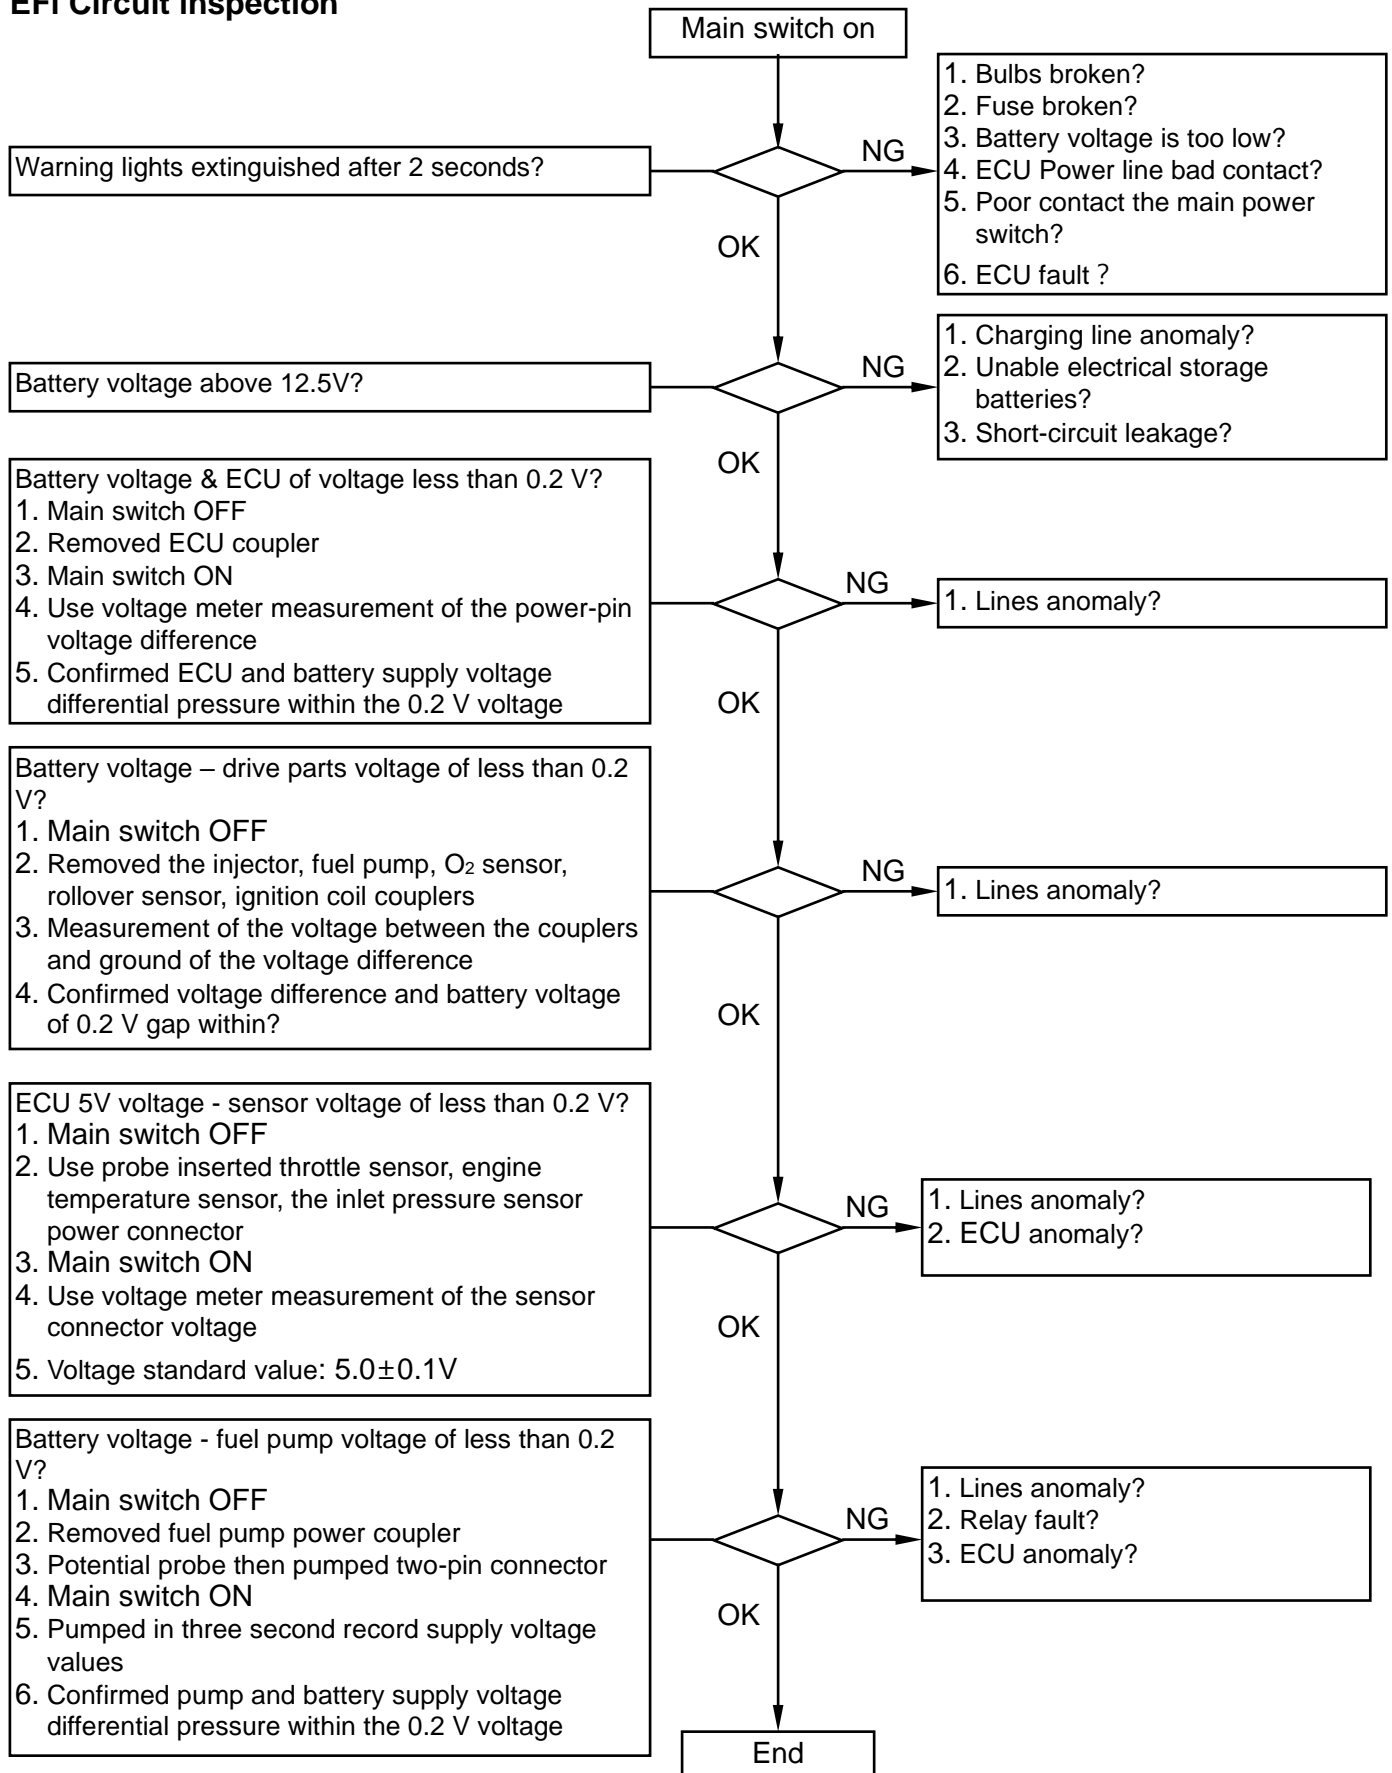 EFI Circuit Inspection
Main switch on
Warning lights extinguished after 2 seconds?
NG
1. Bulbs broken?
2. Fuse broken?
3. Battery voltage is too low?
4. ECU Power line bad contact?
5. Poor contact the main power
switch?
6. ECU fault？
OK
Battery voltage above 12.5V?
NG
1. Charging line anomaly?
2. Unable electrical storage
batteries?
3. Short-circuit leakage?
OK
Battery voltage & ECU of voltage less than 0.2 V?
1. Main switch OFF
2. Removed ECU coupler
3. Main switch ON
4. Use voltage meter measurement of the power-pin
voltage difference
5. Confirmed ECU and battery supply voltage
differential pressure within the 0.2 V voltage
NG
1. Lines anomaly?
OK
Battery voltage – drive parts voltage of less than 0.2
V?
1. Main switch OFF
2. Removed the injector, fuel pump, O2 sensor,
rollover sensor, ignition coil couplers
3. Measurement of the voltage between the couplers
and ground of the voltage difference
4. Confirmed voltage difference and battery voltage
of 0.2 V gap within?
NG
1. Lines anomaly?
OK
ECU 5V voltage - sensor voltage of less than 0.2 V?
1. Main switch OFF
2. Use probe inserted throttle sensor, engine
temperature sensor, the inlet pressure sensor
power connector
3. Main switch ON
4. Use voltage meter measurement of the sensor
connector voltage
5. Voltage standard value: 5.0±0.1V
NG
1. Lines anomaly?
2. ECU anomaly?
OK
Battery voltage - fuel pump voltage of less than 0.2
V?
1. Main switch OFF
2. Removed fuel pump power coupler
3. Potential probe then pumped two-pin connector
4. Main switch ON
5. Pumped in three second record supply voltage
values
6. Confirmed pump and battery supply voltage
differential pressure within the 0.2 V voltage
NG
1. Lines anomaly?
2. Relay fault?
3. ECU anomaly?
OK
End